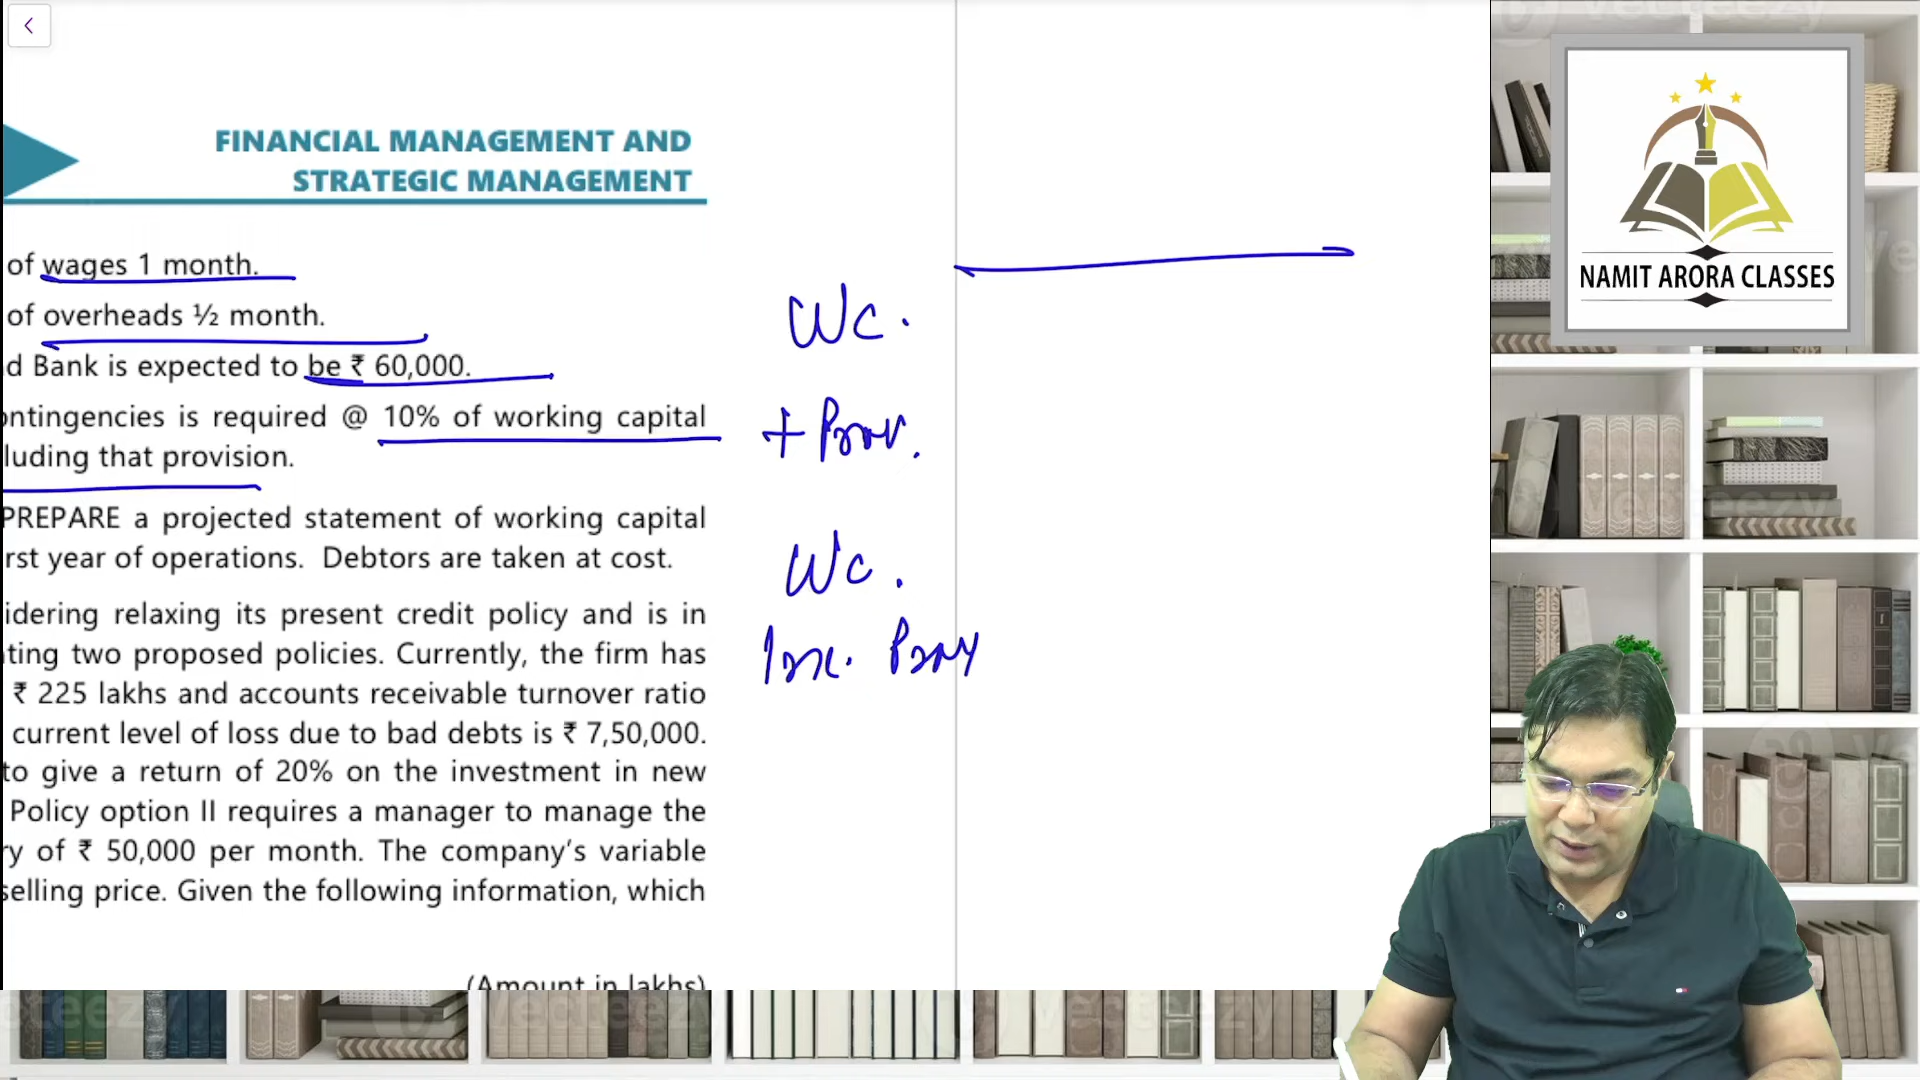 FINANCIAL MANAGEMENT AND
STRATEGIC MANAGEMENT
of wages 1 month.
of overheads ½ month.
d Bank is expected to be ₹ 60,000.
ontingencies is required @ 10% of working capital
luding that provision.
PREPARE a projected statement of working capital
rst year of operations. Debtors are taken at cost.
idering relaxing its present credit policy and is in
ting two proposed policies. Currently, the firm has
₹ 225 lakhs and accounts receivable turnover ratio
current level of loss due to bad debts is ₹ 7,50,000.
to give a return of 20% on the investment in new
Policy option II requires a manager to manage the
ry of ₹ 50,000 per month. The company's variable
selling price. Given the following information, which
(Amount in lakhs)
WC.
+ Prov.
WC.
NAMIT ARORA CLASSES
vecteezy